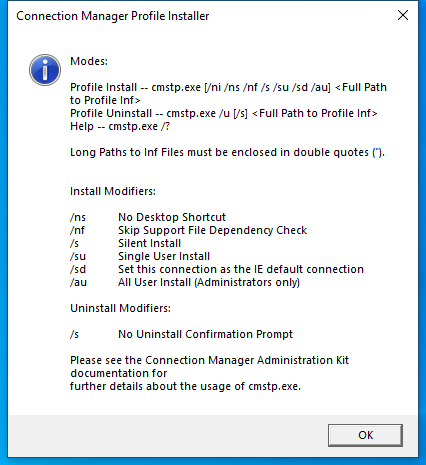 Connection Manager Profile Installer
Modes:
Profile Install -- cmstp.exe [/ni /ns /nf /s /su /sd /au] <Full Path
to Profile Inf>
Profile Uninstall -- cmstp.exe /u [/s] <Full Path to Profile Inf>
Help -- cmstp.exe /?
Long Paths to Inf Files must be enclosed in double quotes (").
Install Modifiers:
/ns No Desktop Shortcut
/nf Skip Support File Dependency Check
/s Silent Install
/su Single User Install
/sd Set this connection as the IE default connection
/au All User Install (Administrators only)
Uninstall Modifiers:
/s No Uninstall Confirmation Prompt
Please see the Connection Manager Administration Kit
documentation for
further details about the usage of cmstp.exe.
OK